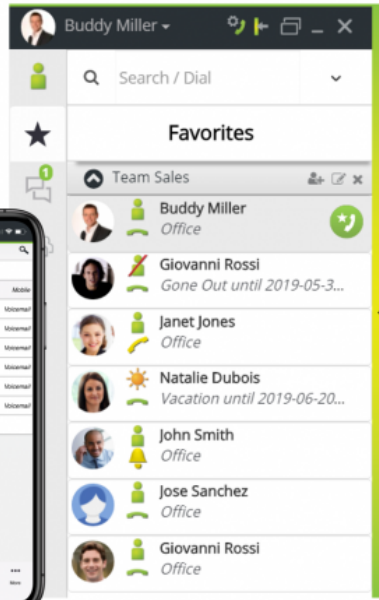 Buddy Miller
Search / Dial
Favorites
1
Team Sales
Buddy Miller
Office
Giovanni Rossi
Gone Out until 2019-05-3...
Janet Jones
Office
Natalie Dubois
Vacation until 2019-06-20...
John Smith
Office
Jose Sanchez
Office
Giovanni Rossi
Office
Mobile
Voicemail
Voicemail
Voicemail
Voicemail
Voicemail
Voicemail
More